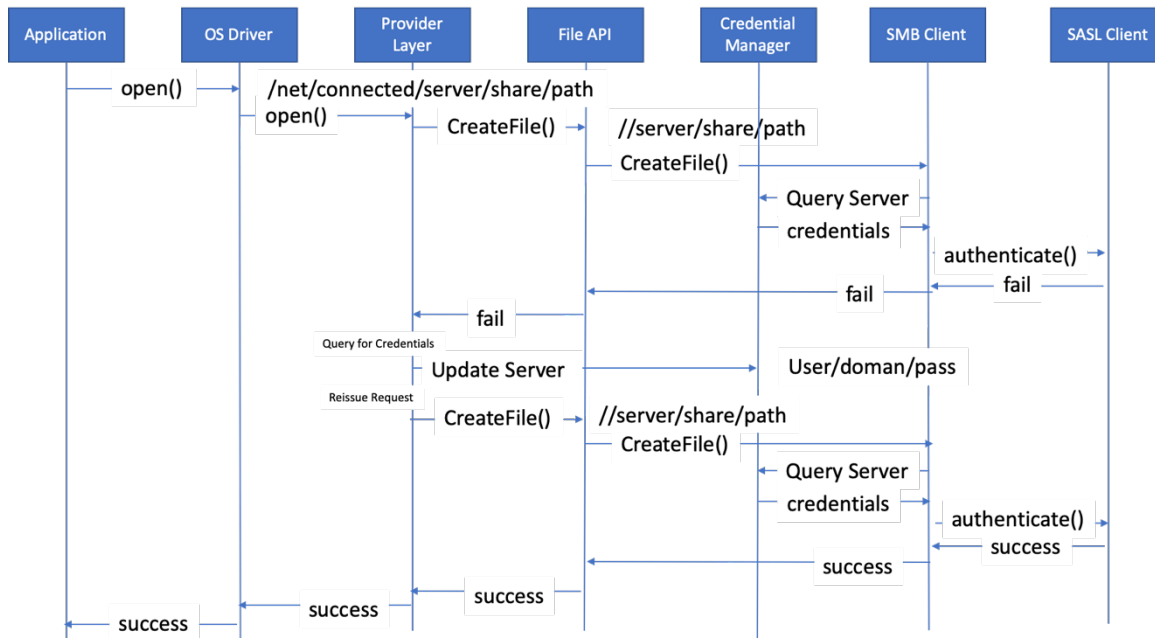 Application
OS Driver
Provider
Layer
File API
Credential
Manager
SMB Client
SASL Client
open()
/net/connected/server/share/path
open()
CreateFile()
//server/share/path
CreateFile()
Query Server
credentials
authenticate()
fail
fail
fail
Query for Credentials
Update Server
User/doman/pass
Reissue Request
CreateFile()
//server/share/path
CreateFile()
Query Server
credentials
authenticate()
success
success
success
success
success